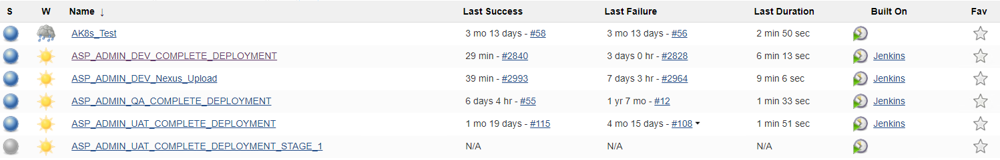 S W Name ↓ Last Success Last Failure Last Duration Built On Fav
AK8s_Test 3 mo 13 days - #58 3 mo 13 days - #56 2 min 50 sec
ASP_ADMIN_DEV_COMPLETE_DEPLOYMENT 29 min - #2840 3 days 0 hr - #2828 6 min 13 sec Jenkins
ASP_ADMIN_DEV_Nexus_Upload 39 min - #2993 7 days 3 hr - #2964 9 min 6 sec Jenkins
ASP_ADMIN_QA_COMPLETE_DEPLOYMENT 6 days 4 hr - #55 1 yr 7 mo - #12 1 min 33 sec Jenkins
ASP_ADMIN_UAT_COMPLETE_DEPLOYMENT 1 mo 19 days - #115 4 mo 15 days - #108 1 min 51 sec Jenkins
ASP_ADMIN_UAT_COMPLETE_DEPLOYMENT_STAGE_1 N/A N/A N/A